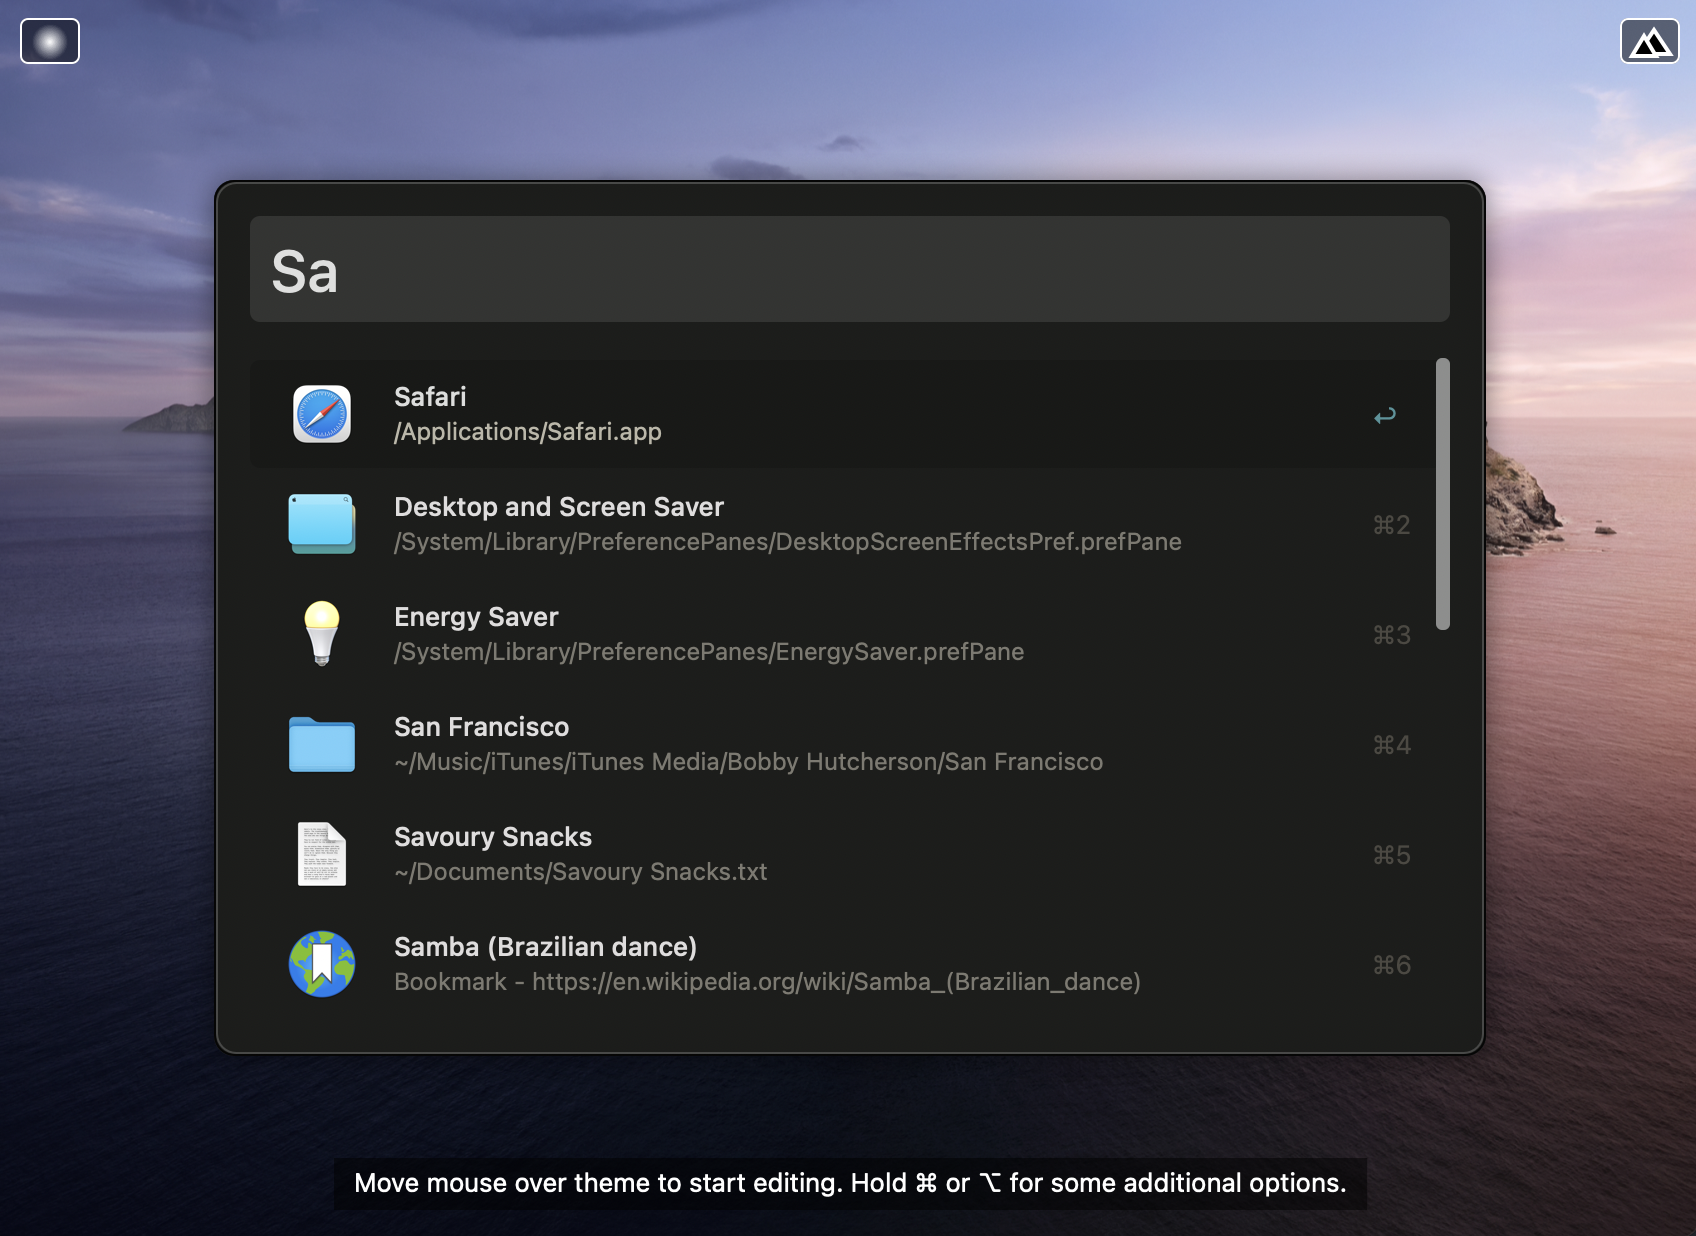 Sa
Safari
/Applications/Safari.app
↩
Desktop and Screen Saver
/System/Library/PreferencePanes/DesktopScreenEffectsPref.prefPane
⌘2
Energy Saver
/System/Library/PreferencePanes/EnergySaver.prefPane
⌘3
San Francisco
~/Music/iTunes/iTunes Media/Bobby Hutcherson/San Francisco
⌘4
Savoury Snacks
~/Documents/Savoury Snacks.txt
⌘5
Samba (Brazilian dance)
Bookmark - https://en.wikipedia.org/wiki/Samba_(Brazilian_dance)
⌘6
Move mouse over theme to start editing. Hold ⌘ or ⌥ for some additional options.